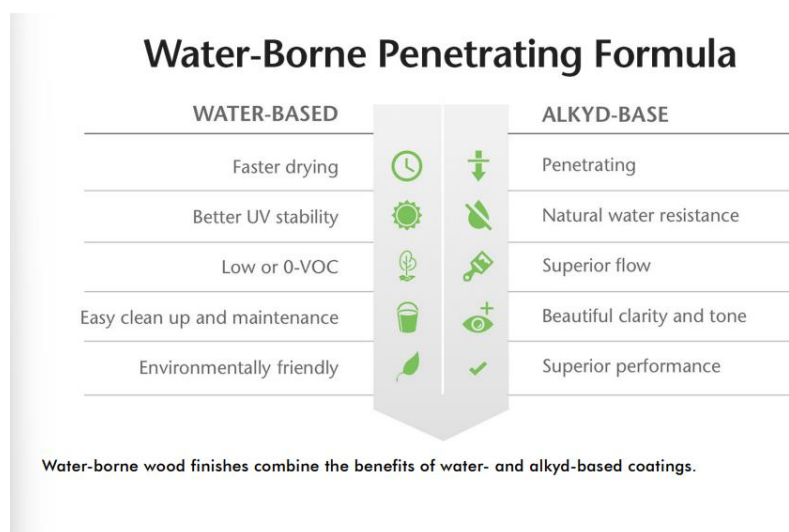 Water-Borne Penetrating Formula
WATER-BASED ALKYD-BASE
Faster drying Penetrating
Better UV stability Natural water resistance
Low or 0-VOC Superior flow
Easy clean up and maintenance Beautiful clarity and tone
Environmentally friendly Superior performance
Water-borne wood finishes combine the benefits of water- and alkyd-based coatings.